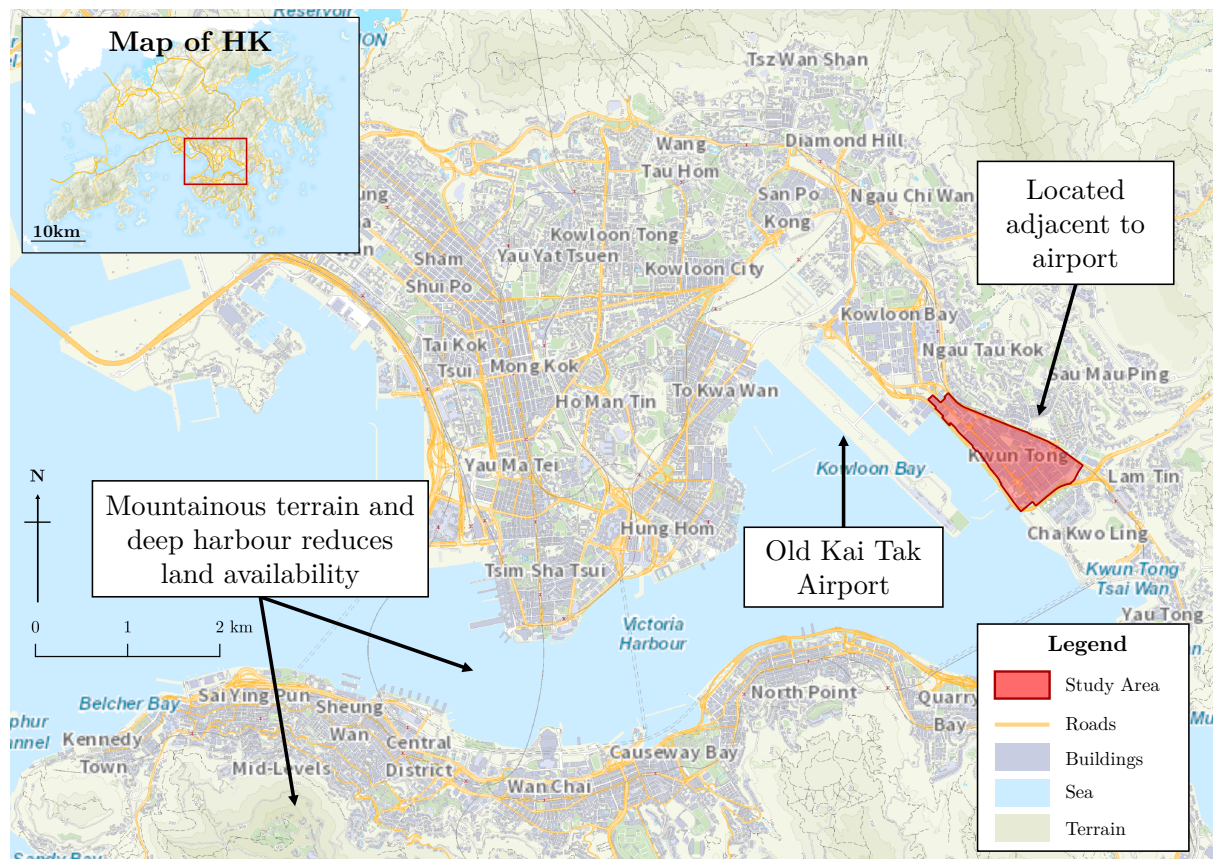 Reservoir
ION
Map of HK
10km
Tsz Wan Shan
Wang
Tau Hom
Diamond Hill
San Po
Kong
Ngau Chi Wan
Located
adjacent to
airport
Kowloon Tong
Yau Yat Tsuen
Kowloon City
Sham
Shui Po
Kowloon Bay
Ngau Tau Kok
Sau Mau Ping
Tai Kok
Tsui
Mong Kok
Ho Man Tin
To Kwa Wan
Yau Ma Tei
Kowloon Bay
Kwun Tong
Lam Tin
N
Mountainous terrain and
deep harbour reduces
land availability
Hung Hom
Old Kai Tak
Airport
Cha Kwo Ling
Tsim Sha Tsui
Kwun Tong
Tsai Wan
Yau Tong
0 1 2 km
Victoria
Harbour
Legend
Study Area
Roads
Buildings
Sea
Terrain
Belcher Bay
Sai Ying Pun
Sheung
Wan
Kennedy
Town
Central
District
Mid-Levels
Wan Chai
Causeway Bay
North Point
Quarry
Bay
Sandy Bay